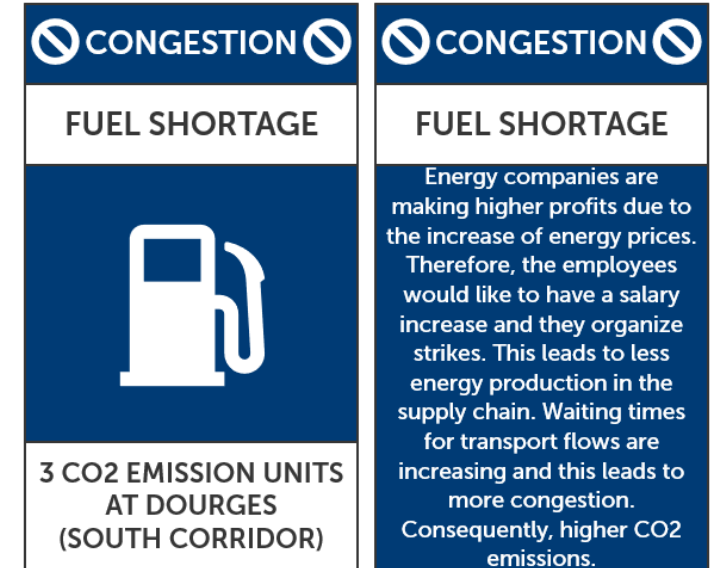 CONGESTION
FUEL SHORTAGE
3 CO2 EMISSION UNITS
AT DOURGES
(SOUTH CORRIDOR)
CONGESTION
FUEL SHORTAGE
Energy companies are
making higher profits due to
the increase of energy prices.
Therefore, the employees
would like to have a salary
increase and they organize
strikes. This leads to less
energy production in the
supply chain. Waiting times
for transport flows are
increasing and this leads to
more congestion.
Consequently, higher CO2
emissions.